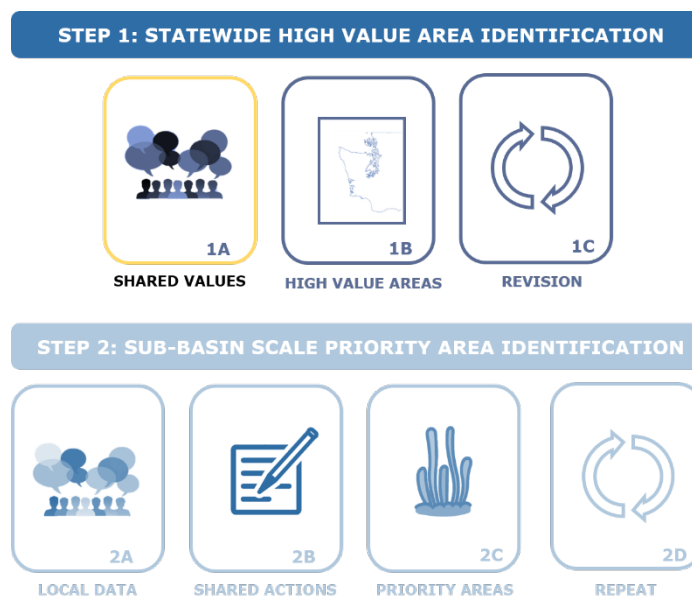 STEP 1: STATEWIDE HIGH VALUE AREA IDENTIFICATION
1A
1B
1C
SHARED VALUES
HIGH VALUE AREAS
REVISION
STEP 2: SUB-BASIN SCALE PRIORITY AREA IDENTIFICATION
2A
2B
2C
2D
LOCAL DATA
SHARED ACTIONS
PRIORITY AREAS
REPEAT